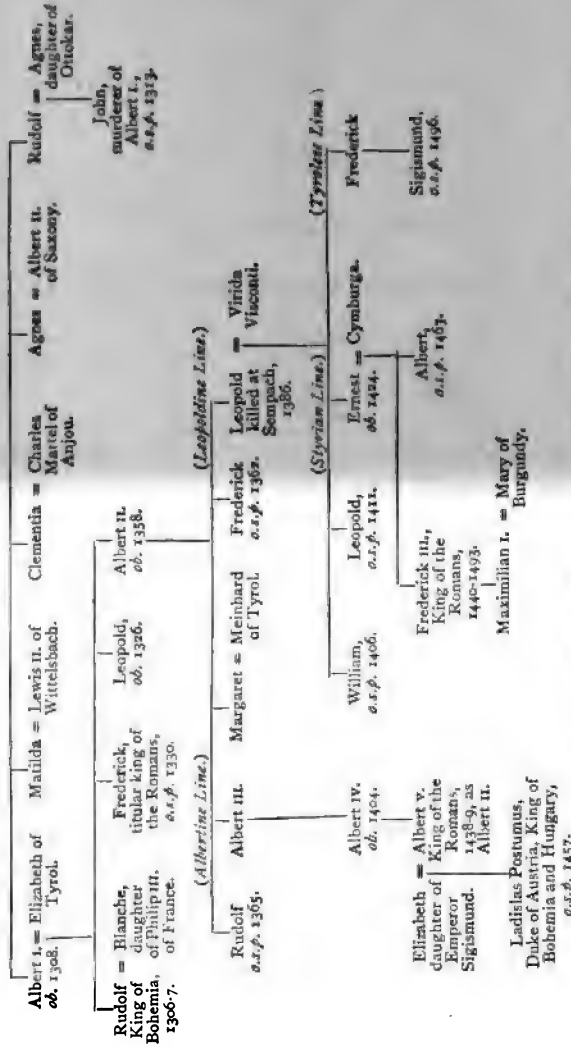 Albert I. = Elizabeth of
ob. 1308. Tyrol.
Matilda = Lewis II. of
Wittelsbach.
Clementia = Charles
Martel of
Anjou.
Agnes = Albert II.
of Saxony.
Rudolf = Agnes,
daughter of
Ottokar.
John,
murderer of
Albert I.,
o.s.p. 1313.
Rudolf = Blanche,
King of daughter
Bohemia, of Philip III.
1306-7. of France.
Frederick,
titular king of
the Romans,
o.s.p. 1330.
Leopold,
ob. 1326.
Albert II.
ob. 1358.
(Albertine Line.)
(Leopoldine Line.)
Rudolf
o.s.p. 1365.
Albert III.
Margaret = Meinhard
of Tyrol.
Frederick
o.s.p. 1362.
Leopold = Virida
killed at Visconti.
Sempach,
1386.
(Styrian Line.)
(Tyrolese Line.)
Albert IV.
ob. 1404.
William,
o.s.p. 1406.
Leopold,
o.s.p. 1411.
Ernest = Cymburga.
ob. 1424.
Frederick
Elizabeth = Albert V.
daughter of King of the
Emperor Romans,
Sigismund. 1438-9, as
Albert II.
Frederick III.,
King of the
Romans,
1440-1493.
Albert,
o.s.p. 1463.
Sigismund,
o.s.p. 1496.
Ladislas Postumus,
Duke of Austria, King of
Bohemia and Hungary,
o.s.p. 1457.
Maximilian I. = Mary of
Burgundy.